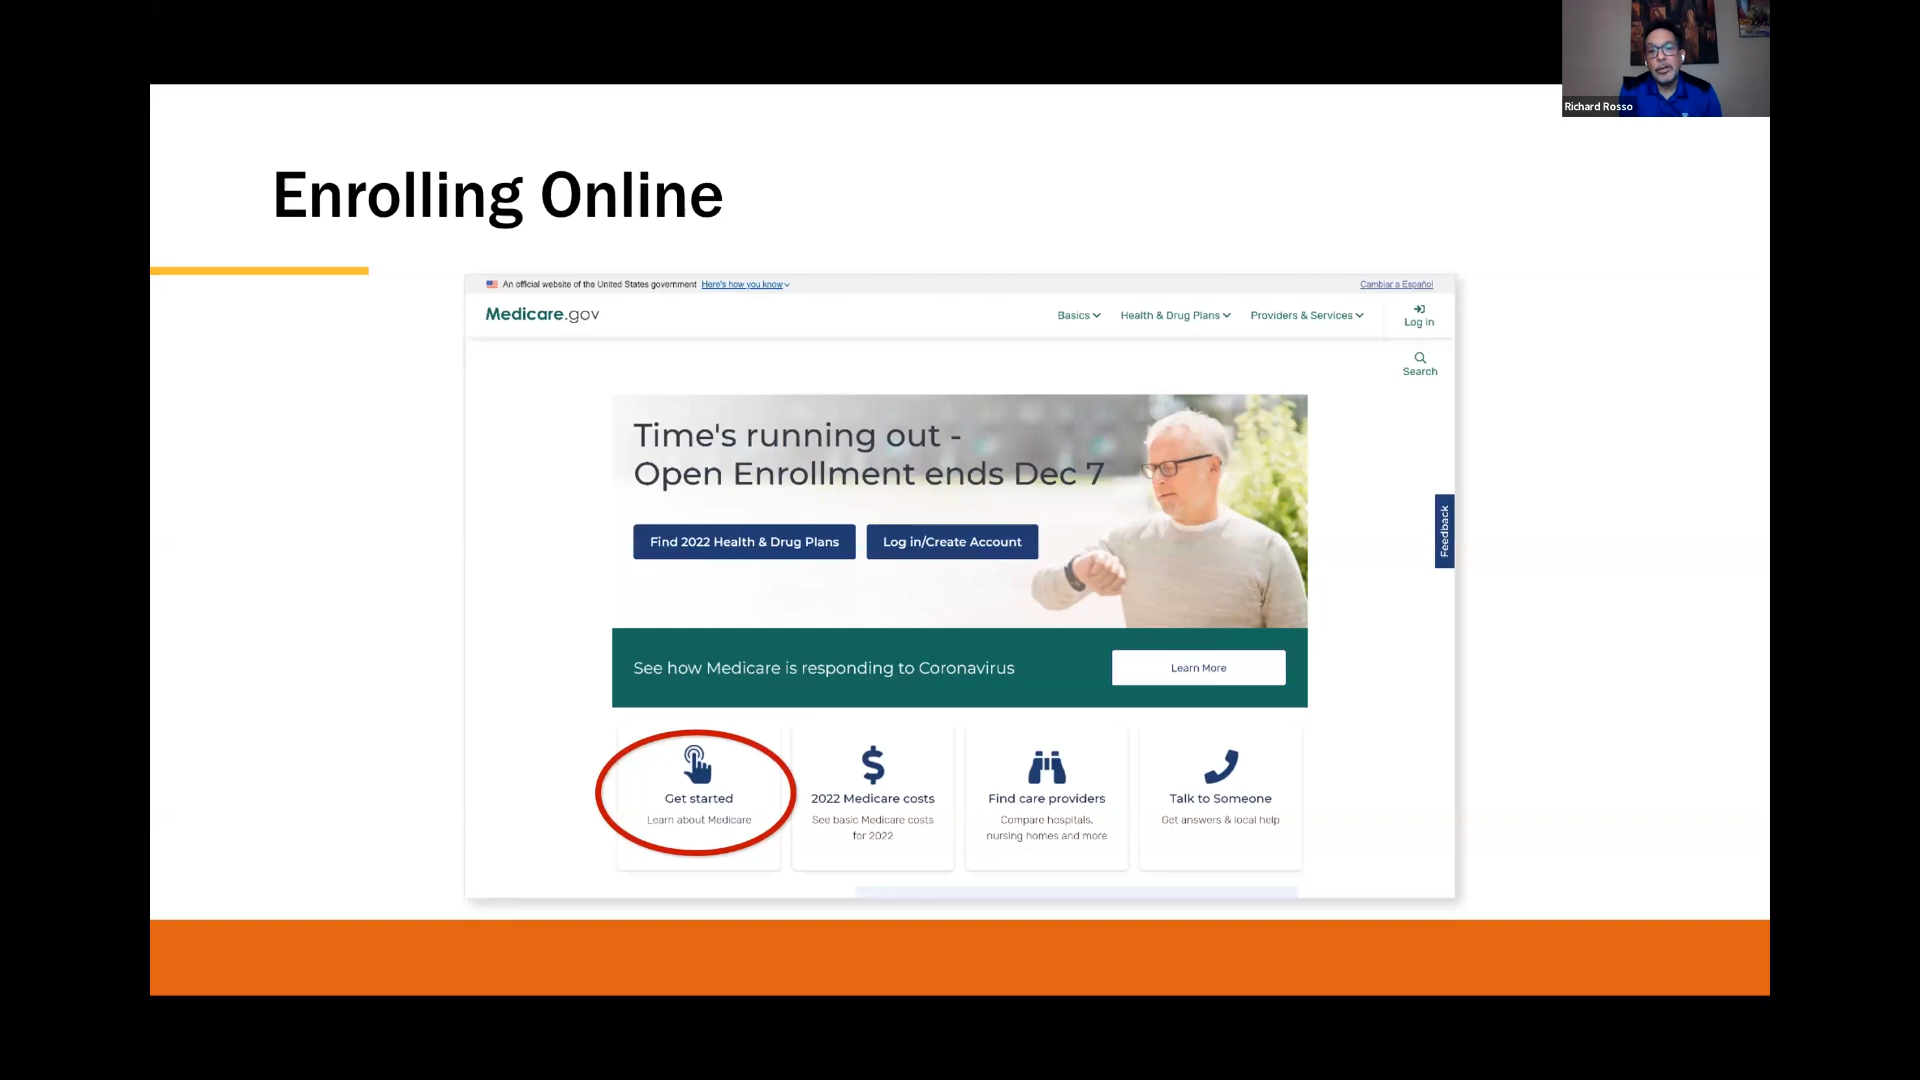 Richard Rosso
Enrolling Online
An official website of the United States government Here's how you know
Cambiar a Español
Medicare.gov
Basics Health & Drug Plans Providers & Services
Log in
Search
Time's running out -
Open Enrollment ends Dec 7
Find 2022 Health & Drug Plans Log in/Create Account
Feedback
See how Medicare is responding to Coronavirus
Learn More
Get started
Learn about Medicare
2022 Medicare costs
See basic Medicare costs
for 2022
Find care providers
Compare hospitals,
nursing homes and more
Talk to Someone
Get answers & local help